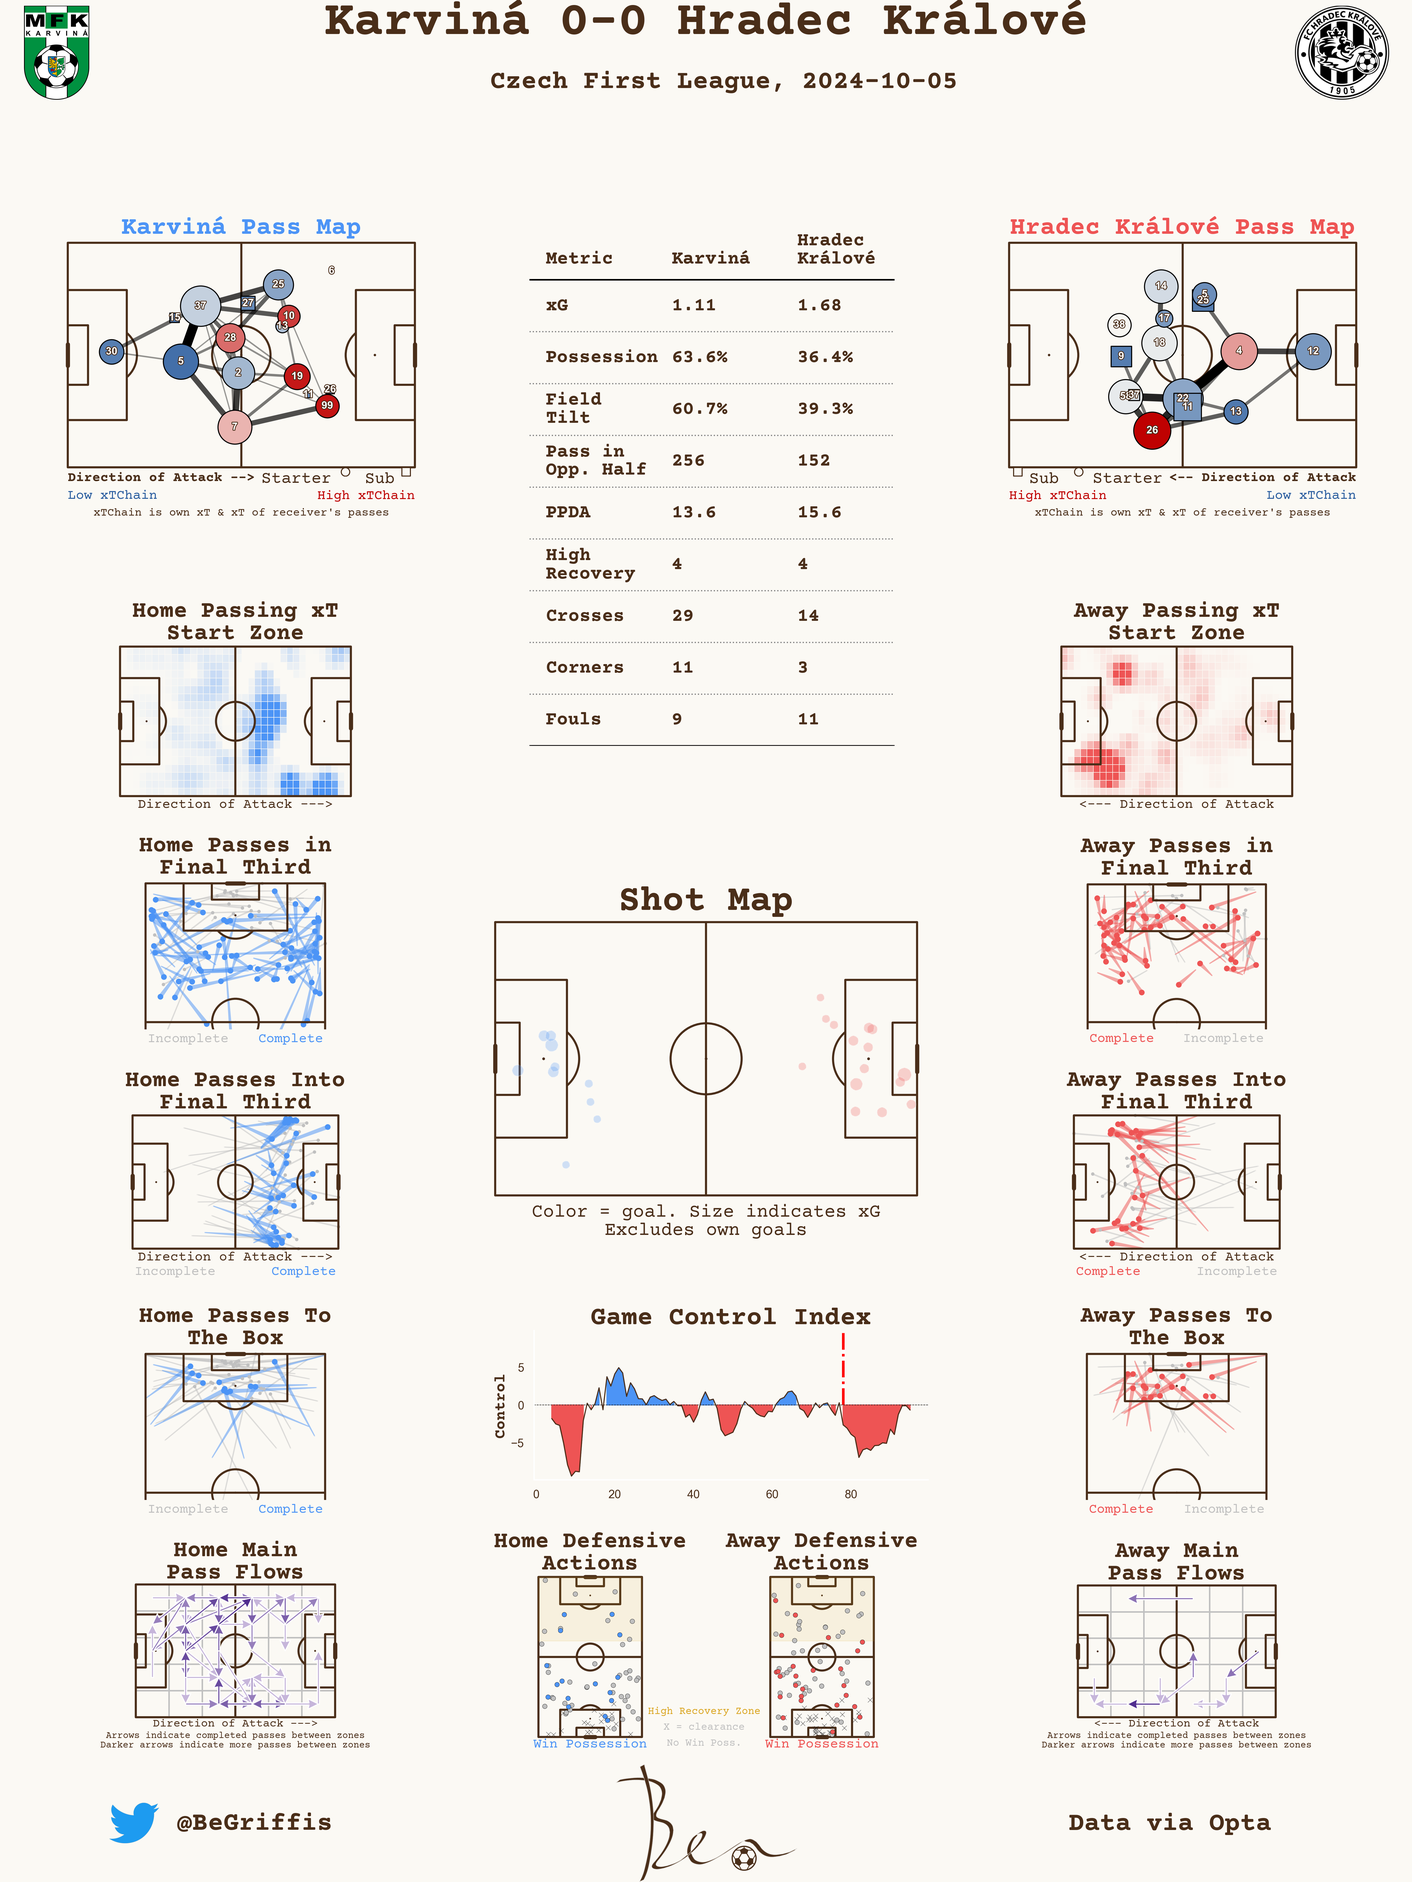 Karviná 0-0 Hradec Králové
Czech First League, 2024-10-05
MFK
KARVINÁ
FC HRADEC KRÁLOVÉ
1905
Karviná Pass Map
6
25
37
27
15
10
13
28
30
5
2
19
11
26
99
7
Direction of Attack --> Starter Sub
Low xTChain High xTChain
xTChain is own xT & xT of receiver's passes
Metric Karviná Hradec Králové
xG 1.11 1.68
Possession 63.6% 36.4%
Field Tilt 60.7% 39.3%
Pass in Opp. Half 256 152
PPDA 13.6 15.6
High Recovery 4 4
Crosses 29 14
Corners 11 3
Fouls 9 11
Hradec Králové Pass Map
14
5
25
17
38
18
9
4
12
5
37
22
11
13
26
Sub Starter <-- Direction of Attack
High xTChain Low xTChain
xTChain is own xT & xT of receiver's passes
Home Passing xT
Start Zone
Direction of Attack --->
Away Passing xT
Start Zone
<--- Direction of Attack
Home Passes in
Final Third
Incomplete Complete
Shot Map
Color = goal. Size indicates xG
Excludes own goals
Away Passes in
Final Third
Complete Incomplete
Home Passes Into
Final Third
Direction of Attack --->
Incomplete Complete
Away Passes Into
Final Third
<--- Direction of Attack
Complete Incomplete
Home Passes To
The Box
Incomplete Complete
Game Control Index
Control
5
0
−5
0 20 40 60 80
Away Passes To
The Box
Complete Incomplete
Home Main
Pass Flows
Direction of Attack --->
Arrows indicate completed passes between zones
Darker arrows indicate more passes between zones
Home Defensive
Actions
Win Possession
Away Defensive
Actions
Win Possession
High Recovery Zone
X = clearance
No Win Poss.
Away Main
Pass Flows
<--- Direction of Attack
Arrows indicate completed passes between zones
Darker arrows indicate more passes between zones
@BeGriffis
Ben
Data via Opta